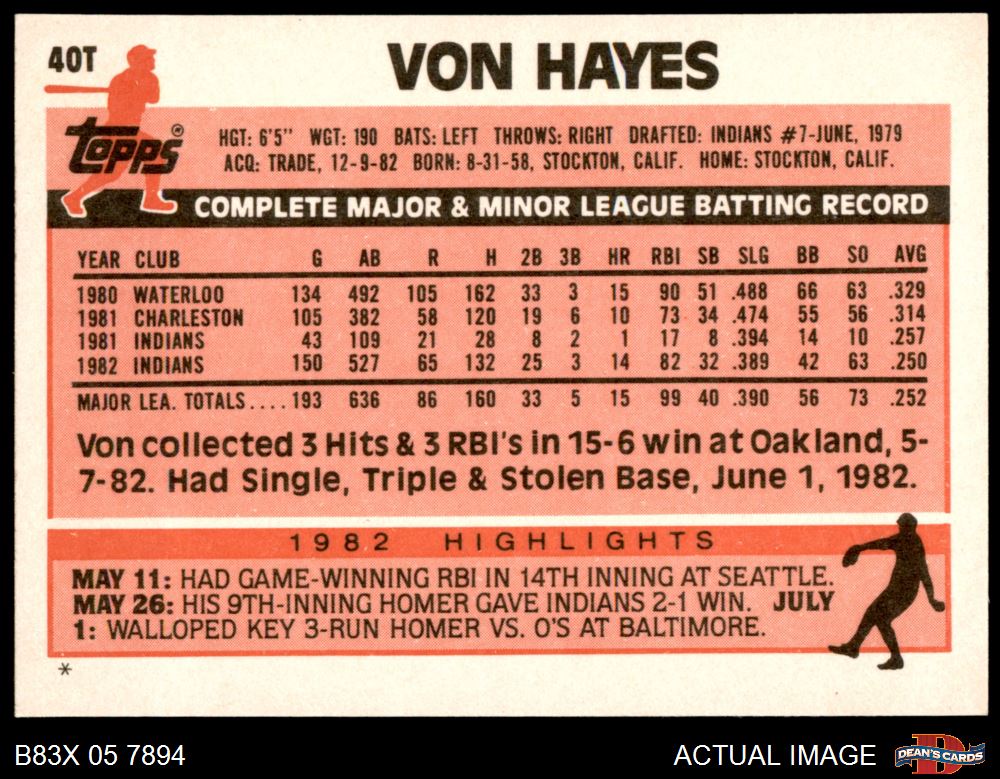 40T
VON HAYES
Topps®
HGT: 6'5" WGT: 190 BATS: LEFT THROWS: RIGHT DRAFTED: INDIANS #7-JUNE, 1979
ACQ: TRADE, 12-9-82 BORN: 8-31-58, STOCKTON, CALIF. HOME: STOCKTON, CALIF.
COMPLETE MAJOR & MINOR LEAGUE BATTING RECORD
YEAR CLUB G AB R H 2B 3B HR RBI SB SLG BB SO AVG
1980 WATERLOO 134 492 105 162 33 3 15 90 51 .488 66 63 .329
1981 CHARLESTON 105 382 58 120 19 6 10 73 34 .474 55 56 .314
1981 INDIANS 43 109 21 28 8 2 1 17 8 .394 14 10 .257
1982 INDIANS 150 527 65 132 25 3 14 82 32 .389 42 63 .250
MAJOR LEA. TOTALS.... 193 636 86 160 33 5 15 99 40 .390 56 73 .252
Von collected 3 Hits & 3 RBI's in 15-6 win at Oakland, 5-
7-82. Had Single, Triple & Stolen Base, June 1, 1982.
1982 HIGHLIGHTS
MAY 11: HAD GAME-WINNING RBI IN 14TH INNING AT SEATTLE.
MAY 26: HIS 9TH-INNING HOMER GAVE INDIANS 2-1 WIN. JULY
1: WALLOPED KEY 3-RUN HOMER VS. O'S AT BALTIMORE.
*
B83X 05 7894
ACTUAL IMAGE
DEAN'S CARDS